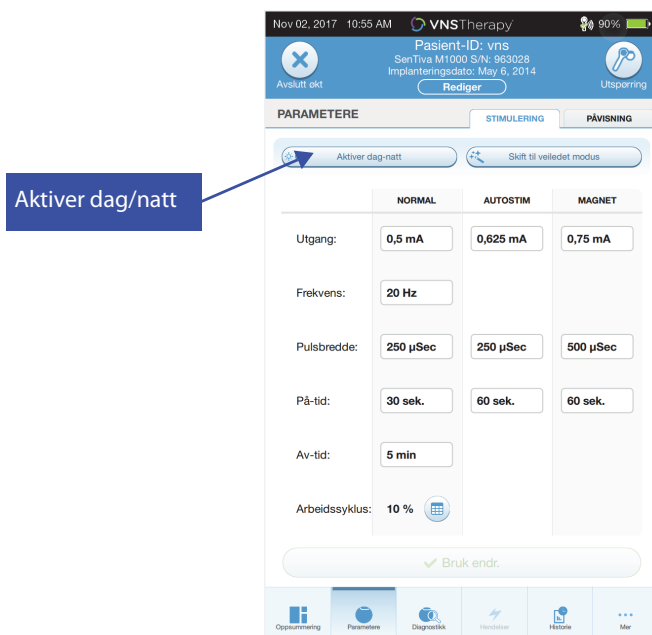 Nov 02, 2017 10:55 AM VNSTherapy 90%
Pasient-ID: vns
SenTiva M1000 S/N: 963028
Implanteringsdato: May 6, 2014
Avslutt økt Rediger Utspørring
PARAMETERE STIMULERING PÅVISNING
Aktiver dag-natt Skift til veiledet modus
Aktiver dag/natt
NORMAL AUTOSTIM MAGNET
Utgang: 0,5 mA 0,625 mA 0,75 mA
Frekvens: 20 Hz
Pulsbredde: 250 µSec 250 µSec 500 µSec
På-tid: 30 sek. 60 sek. 60 sek.
Av-tid: 5 min
Arbeidssyklus: 10 %
Bruk endr.
Oppsummering Parametere Diagnostikk Hendelser Historie Mer